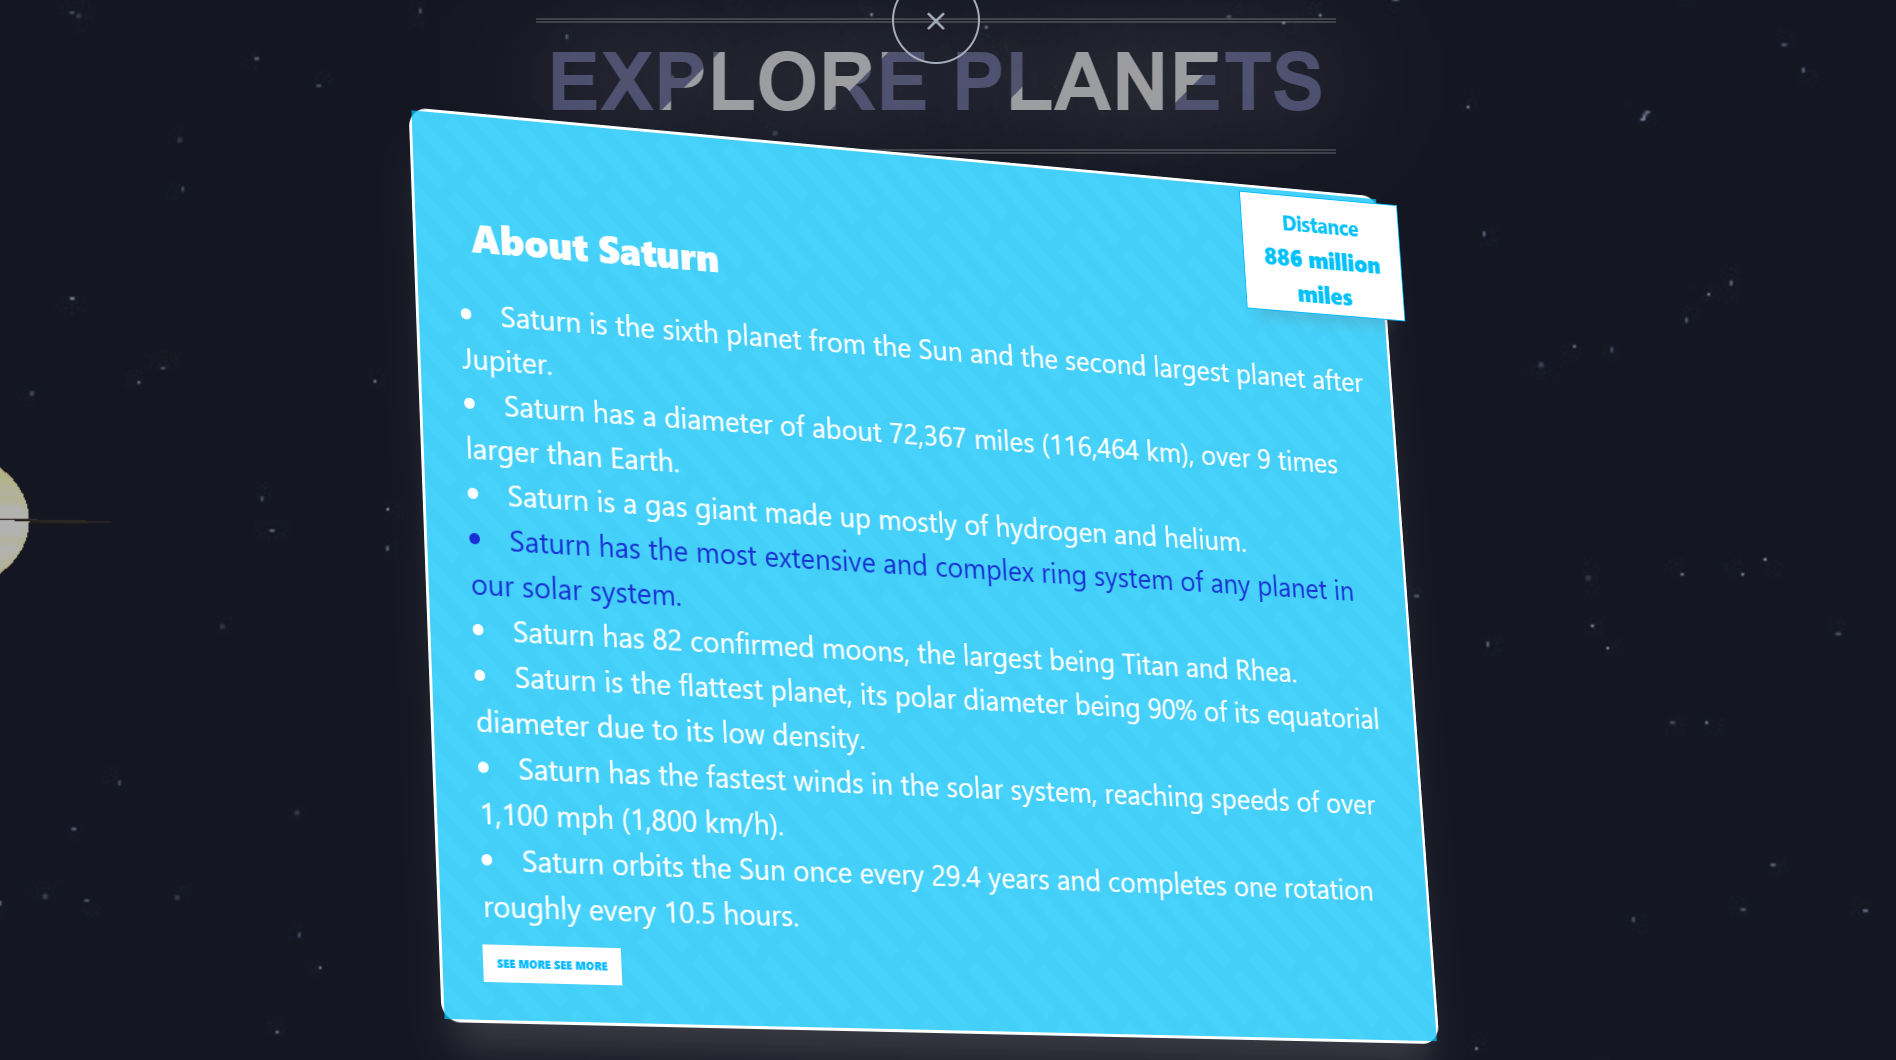 ×
EXPLORE PLANETS
Distance
886 million
miles
About Saturn
• Saturn is the sixth planet from the Sun and the second largest planet after
Jupiter.
• Saturn has a diameter of about 72,367 miles (116,464 km), over 9 times
larger than Earth.
• Saturn is a gas giant made up mostly of hydrogen and helium.
• Saturn has the most extensive and complex ring system of any planet in
our solar system.
• Saturn has 82 confirmed moons, the largest being Titan and Rhea.
• Saturn is the flattest planet, its polar diameter being 90% of its equatorial
diameter due to its low density.
• Saturn has the fastest winds in the solar system, reaching speeds of over
1,100 mph (1,800 km/h).
• Saturn orbits the Sun once every 29.4 years and completes one rotation
roughly every 10.5 hours.
SEE MORE SEE MORE